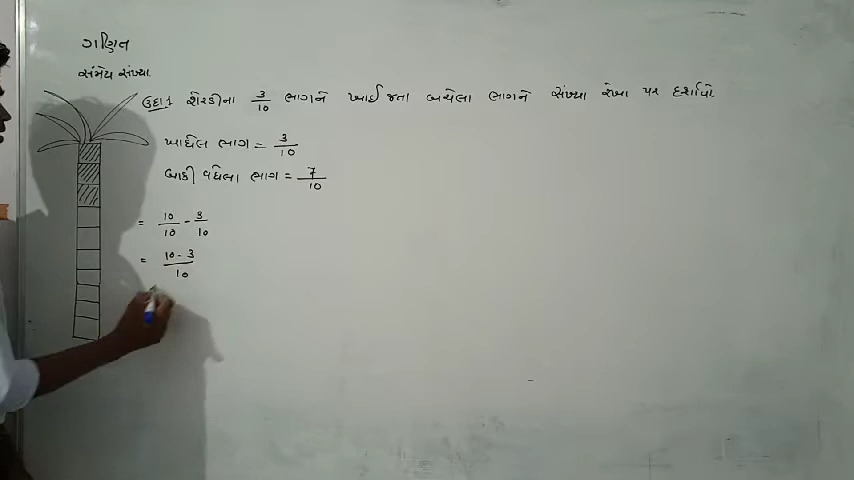 ગણિત
સંમેય સંખ્યા
ઉદા 1 શેરડીના 3/10 ભાગને ખાઈ જતા બચેલા ભાગને સંખ્યા રેખા પર દર્શાવો.
ખાધેલ ભાગ = 3/10
બાકી વધેલા ભાગ = 7/10
= 10/10 - 3/10
= 10 - 3/10